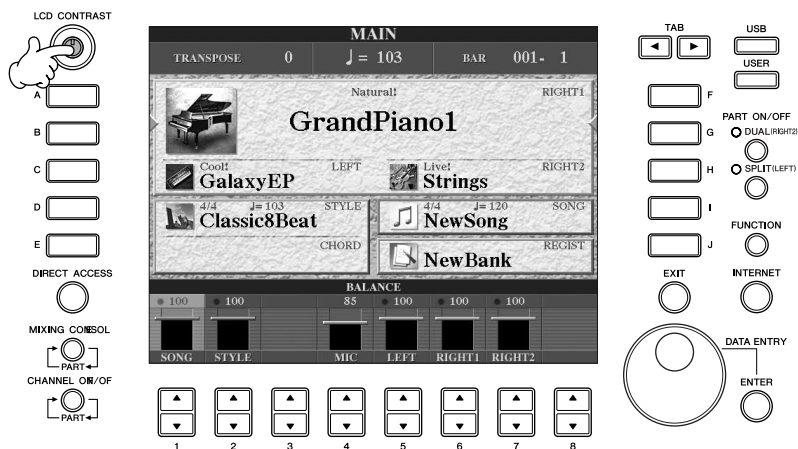 LCD CONTRAST
A
B
C
D
E
DIRECT ACCESS
MIXING CONSOL
PART
CHANNEL ON/OF
PART
MAIN
TRANSPOSE 0 ♩= 103 BAR 001- 1
Natural! RIGHT1
GrandPiano1
Cool! LEFT
GalaxyEP
Live! RIGHT2
Strings
4/4 ♩= 103 STYLE
Classic8Beat
CHORD
4/4 ♩= 120 SONG
NewSong
REGIST
NewBank
BALANCE
100 100 85 100 100 100
SONG STYLE MIC LEFT RIGHT1 RIGHT2
1 2 3 4 5 6 7 8
TAB
USB
USER
F
G
H
I
J
PART ON/OFF
DUAL(RIGHT2)
SPLIT(LEFT)
FUNCTION
EXIT
INTERNET
DATA ENTRY
ENTER